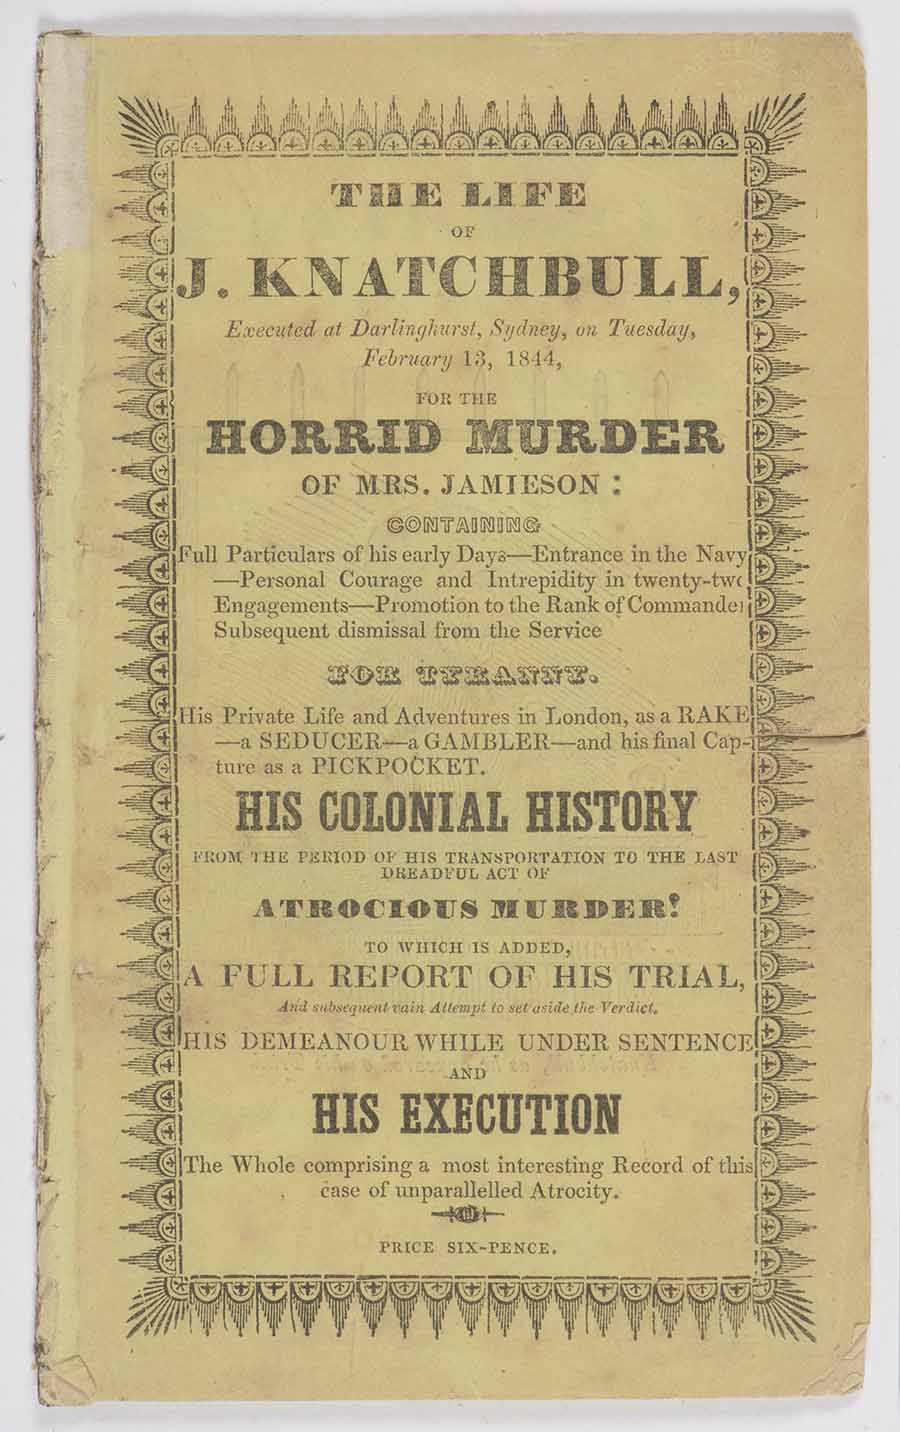 THE LIFE
OF
J. KNATCHBULL,
Executed at Darlinghurst, Sydney, on Tuesday,
February 13, 1844,
FOR THE
HORRID MURDER
OF MRS. JAMIESON:
CONTAINING
Full Particulars of his early Days—Entrance in the Navy
—Personal Courage and Intrepidity in twenty-two
Engagements—Promotion to the Rank of Commander
Subsequent dismissal from the Service
FOR TYRANNY.
His Private Life and Adventures in London, as a RAKE
—a SEDUCER—a GAMBLER—and his final Cap-
ture as a PICKPOCKET.
HIS COLONIAL HISTORY
FROM THE PERIOD OF HIS TRANSPORTATION TO THE LAST
DREADFUL ACT OF
ATROCIOUS MURDER!
TO WHICH IS ADDED,
A FULL REPORT OF HIS TRIAL,
And subsequent vain Attempt to set aside the Verdict.
HIS DEMEANOUR WHILE UNDER SENTENCE
AND
HIS EXECUTION
The Whole comprising a most interesting Record of this
case of unparallelled Atrocity.
PRICE SIX-PENCE.